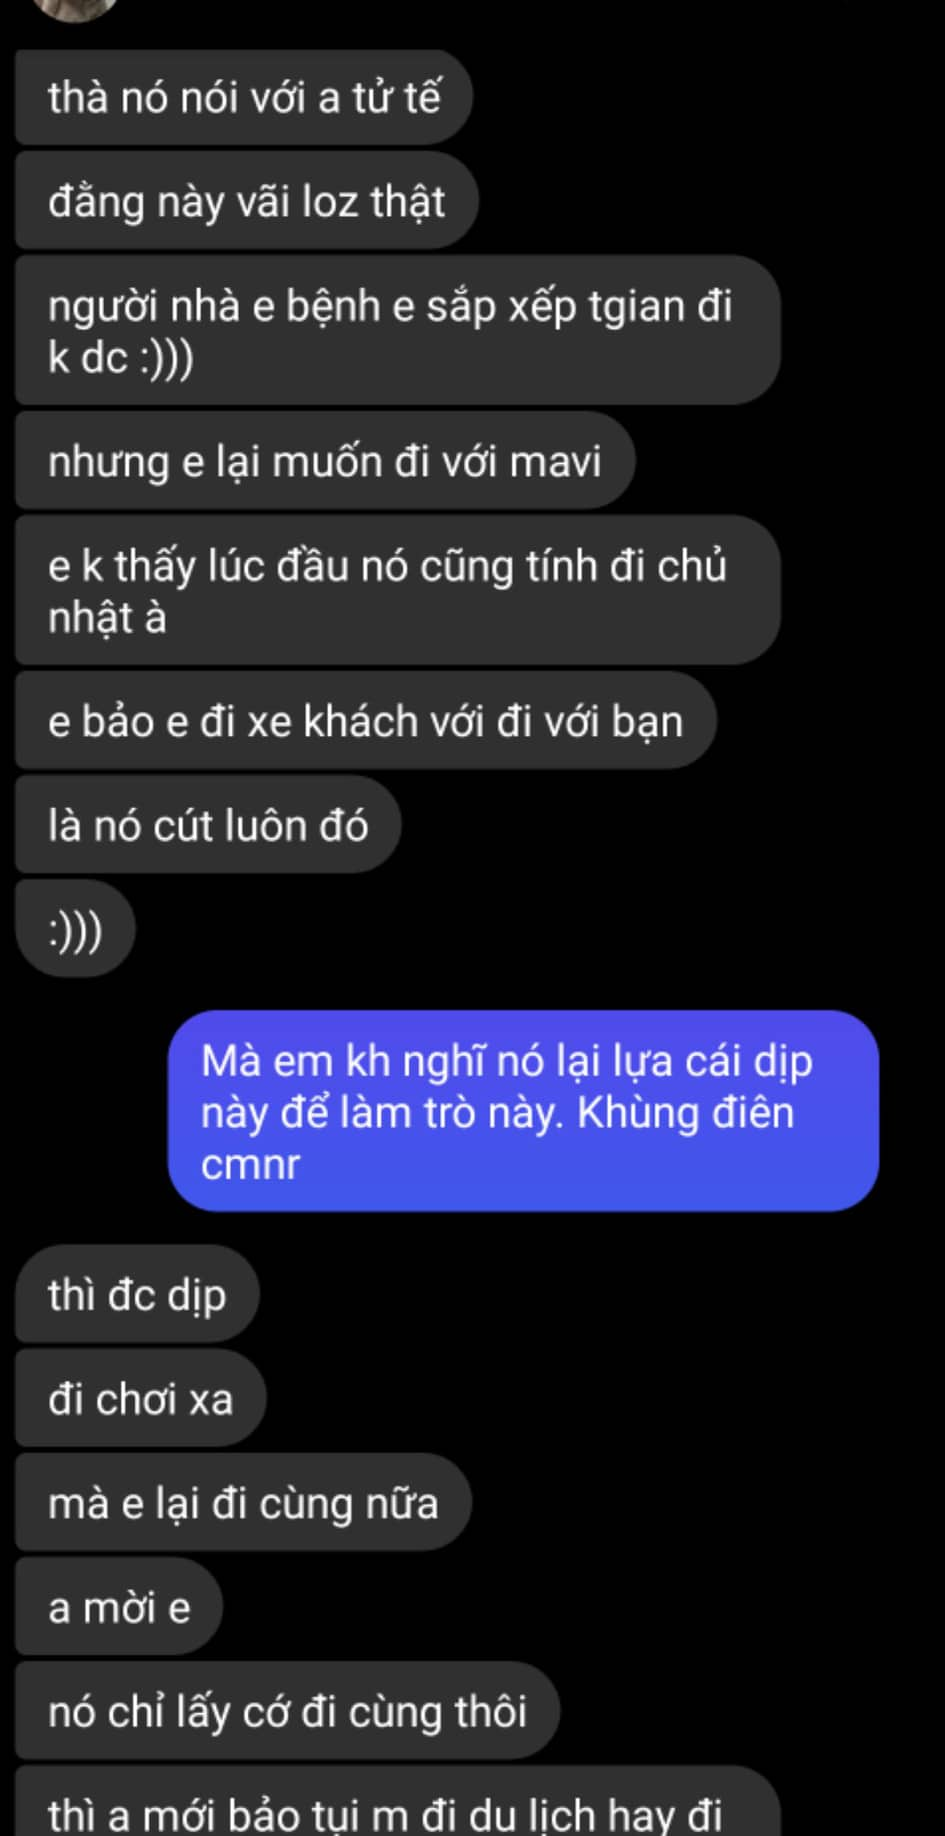 thà nó nói với a tử tế
đằng này vãi loz thật
người nhà e bệnh e sắp xếp tgian đi
k dc :)))
nhưng e lại muốn đi với mavi
e k thấy lúc đầu nó cũng tính đi chủ
nhật à
e bảo e đi xe khách với đi với bạn
là nó cút luôn đó
:)))
Mà em kh nghĩ nó lại lựa cái dịp
này để làm trò này. Khùng điên
cmnr
thì đc dịp
đi chơi xa
mà e lại đi cùng nữa
a mời e
nó chỉ lấy cớ đi cùng thôi
thì a mới bảo tụi m đi du lịch hay đi